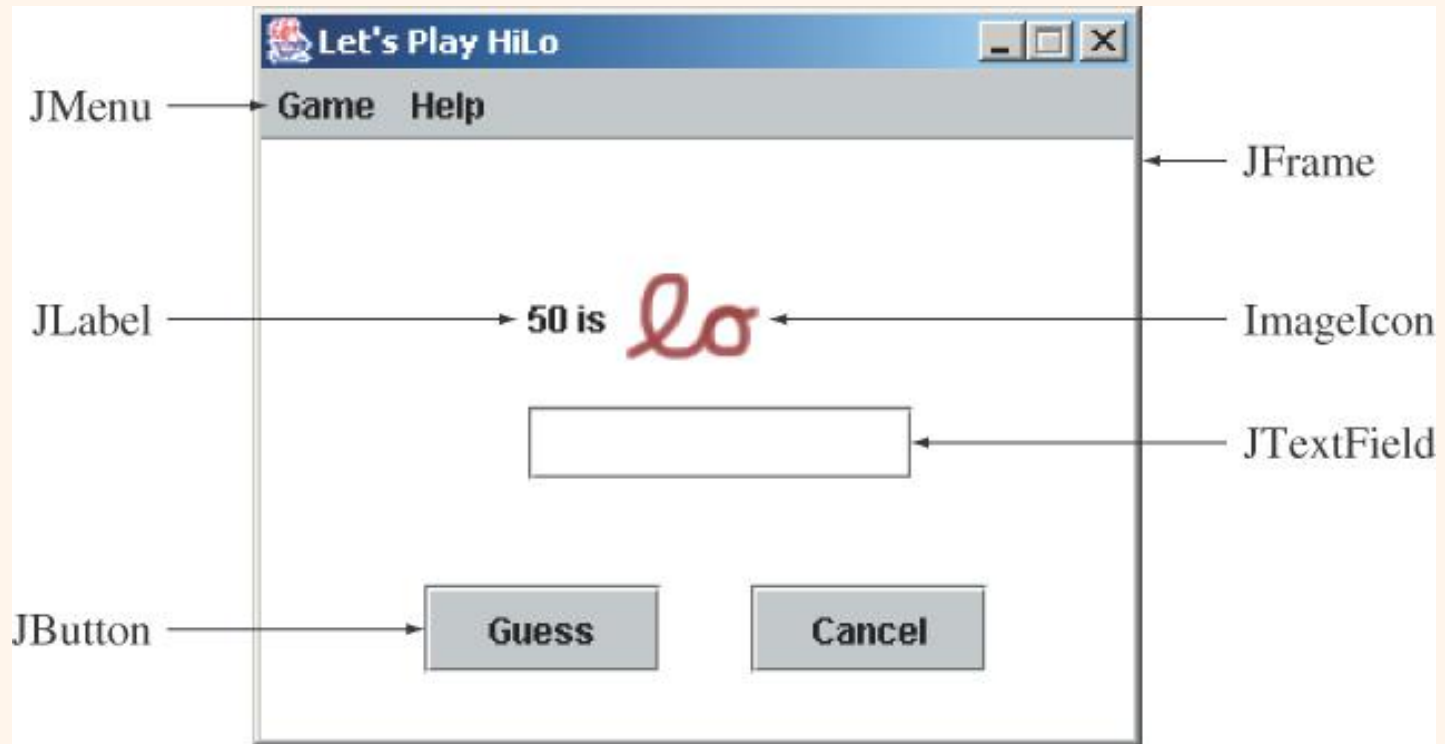 Let's Play HiLo
JMenu
Game Help
JFrame
JLabel
50 is lo
ImageIcon
JTextField
JButton
Guess Cancel